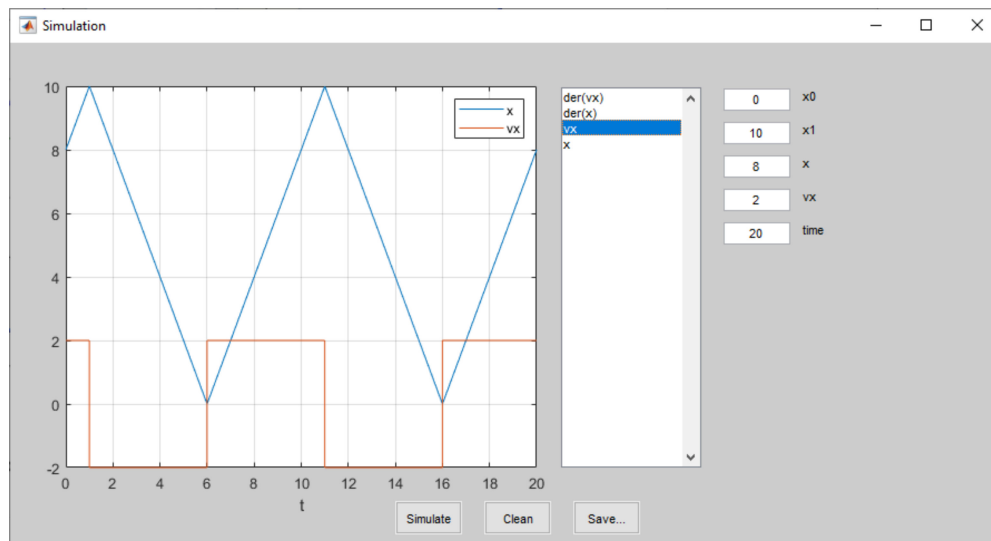 Simulation
10
8
6
4
2
0
-2
0 2 4 6 8 10 12 14 16 18 20
t
x
vx
der(vx)
der(x)
vx
x
0 x0
10 x1
8 x
2 vx
20 time
Simulate Clean Save...